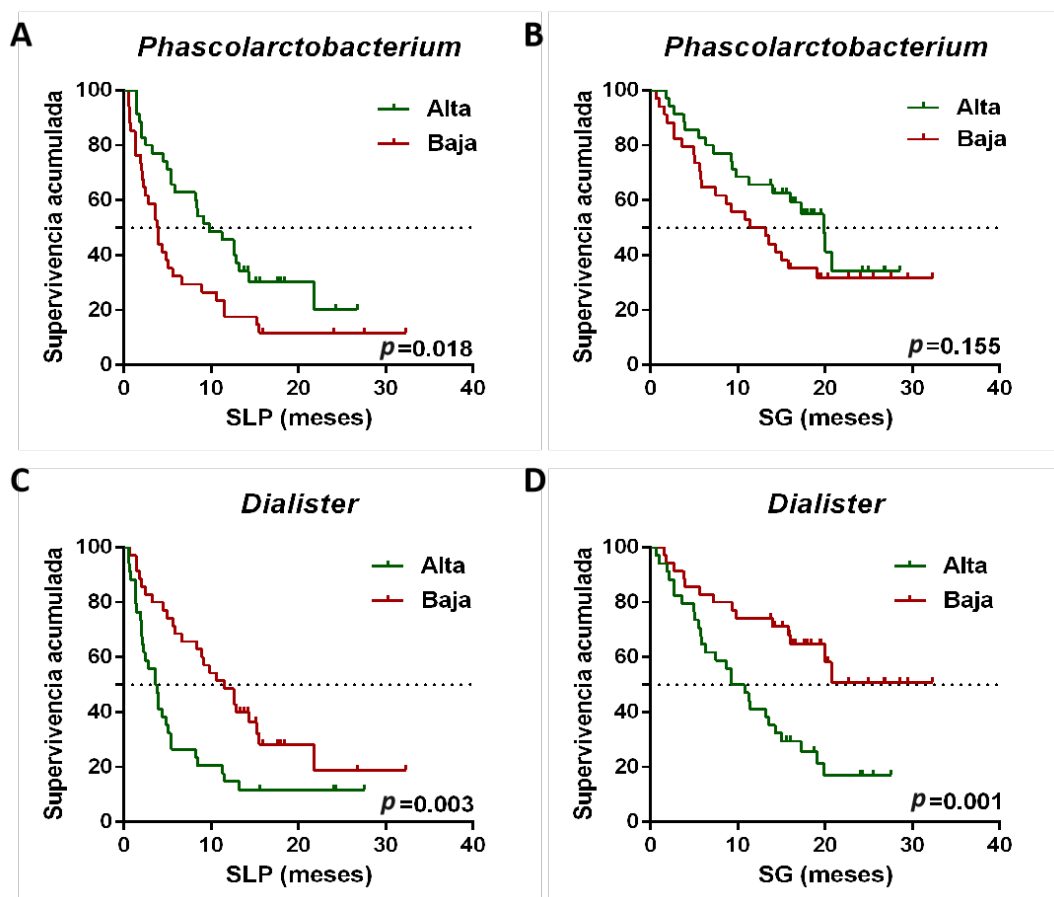 A
Phascolarctobacterium
Supervivencia acumulada
100
80
60
40
20
0
Alta
Baja
p=0.018
0 10 20 30 40
SLP (meses)
B
Phascolarctobacterium
Supervivencia acumulada
100
80
60
40
20
0
Alta
Baja
p=0.155
0 10 20 30 40
SG (meses)
C
Dialister
Supervivencia acumulada
100
80
60
40
20
0
Alta
Baja
p=0.003
0 10 20 30 40
SLP (meses)
D
Dialister
Supervivencia acumulada
100
80
60
40
20
0
Alta
Baja
p=0.001
0 10 20 30 40
SG (meses)